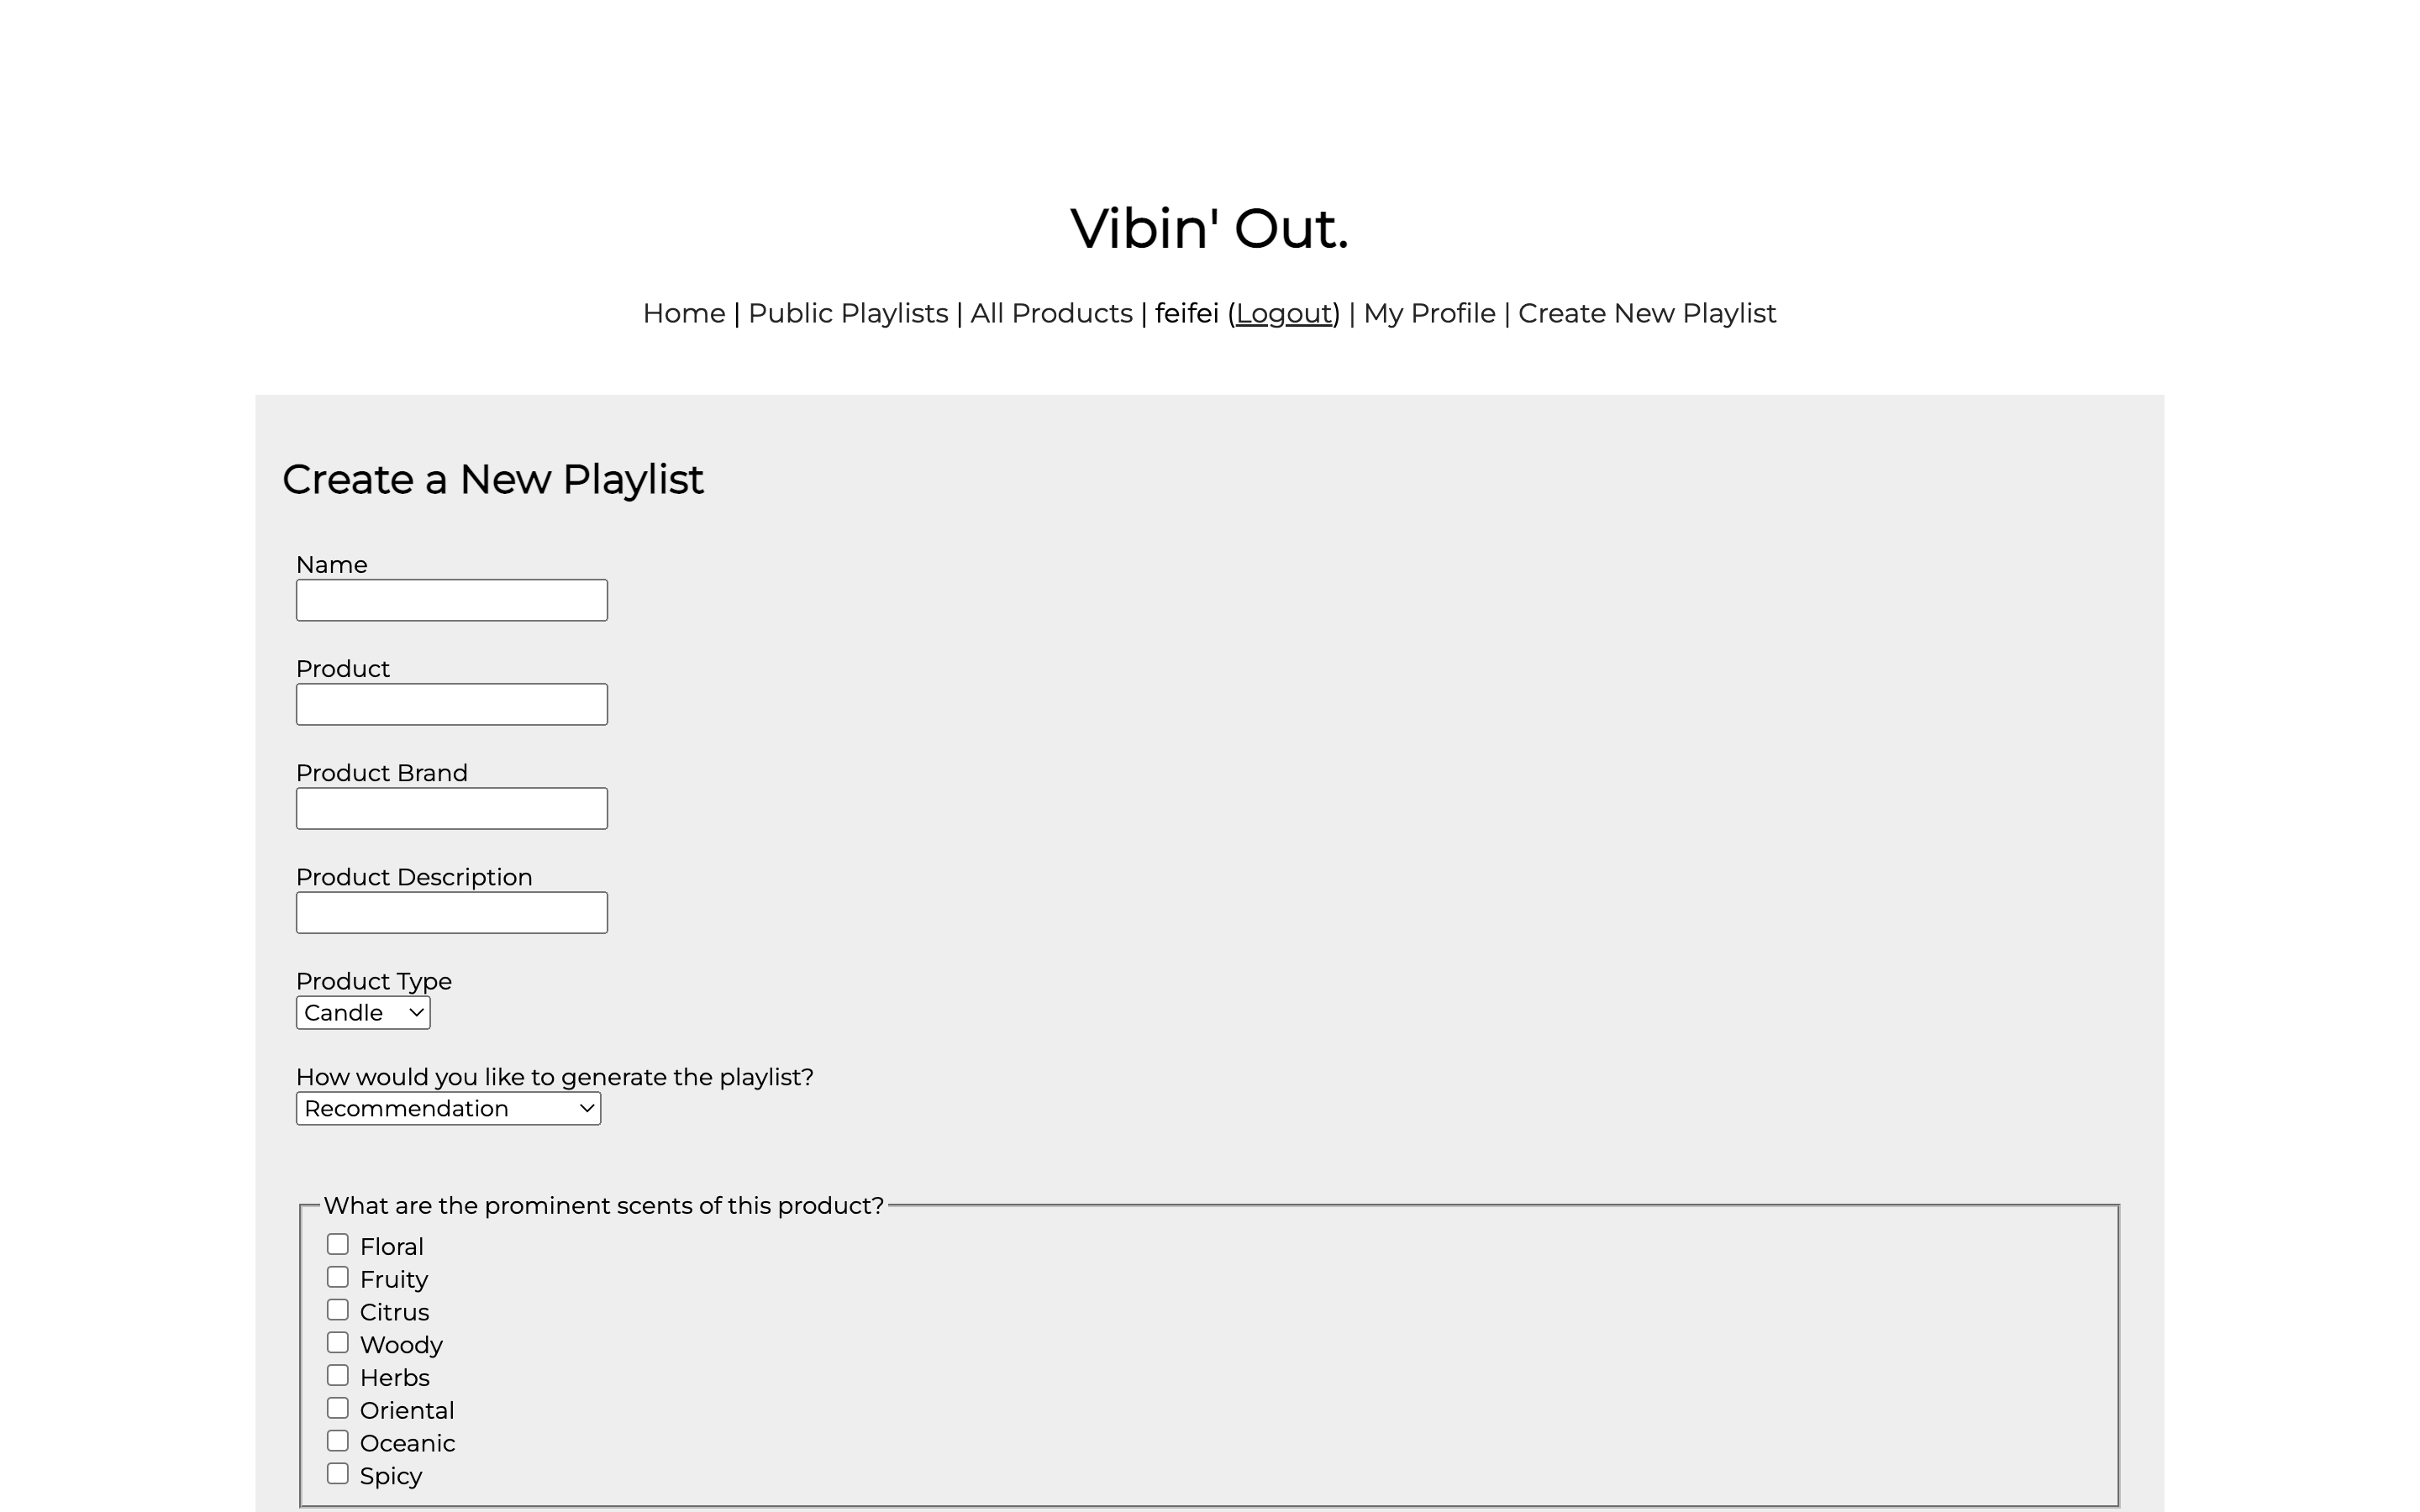 Vibin' Out.
Home | Public Playlists | All Products | feifei (Logout) | My Profile | Create New Playlist
Create a New Playlist
Name
Product
Product Brand
Product Description
Product Type
Candle
How would you like to generate the playlist?
Recommendation
What are the prominent scents of this product?
Floral
Fruity
Citrus
Woody
Herbs
Oriental
Oceanic
Spicy